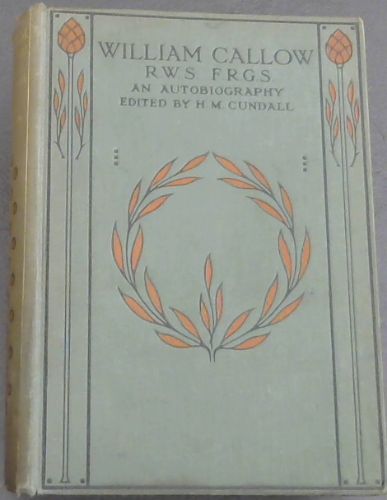 WILLIAM CALLOW
RWS FRGS
AN AUTOBIOGRAPHY
EDITED BY H. M. CUNDALL